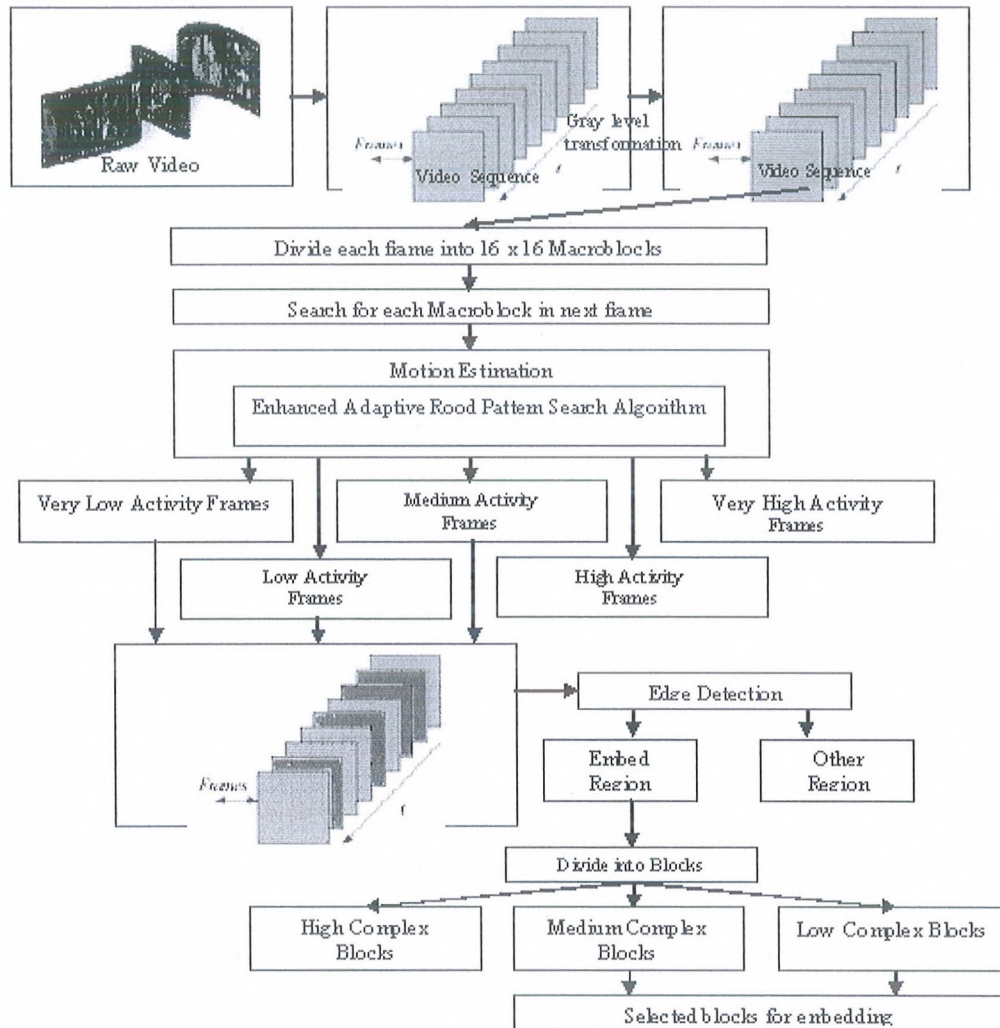 Raw Video
Frames
Video Sequence
t
Gray level
transformation
Frames
Video Sequence
t
Divide each frame into 16 x 16 Macroblocks
Search for each Macroblock in next frame
Motion Estimation
Enhanced Adaptive Rood Pattern Search Algorithm
Very Low Activity Frames
Medium Activity
Frames
Very High Activity
Frames
Low Activity
Frames
High Activity
Frames
Frames
t
Edge Detection
Embed
Region
Other
Region
Divide into Blocks
High Complex
Blocks
Medium Complex
Blocks
Low Complex Blocks
Selected blocks for embedding